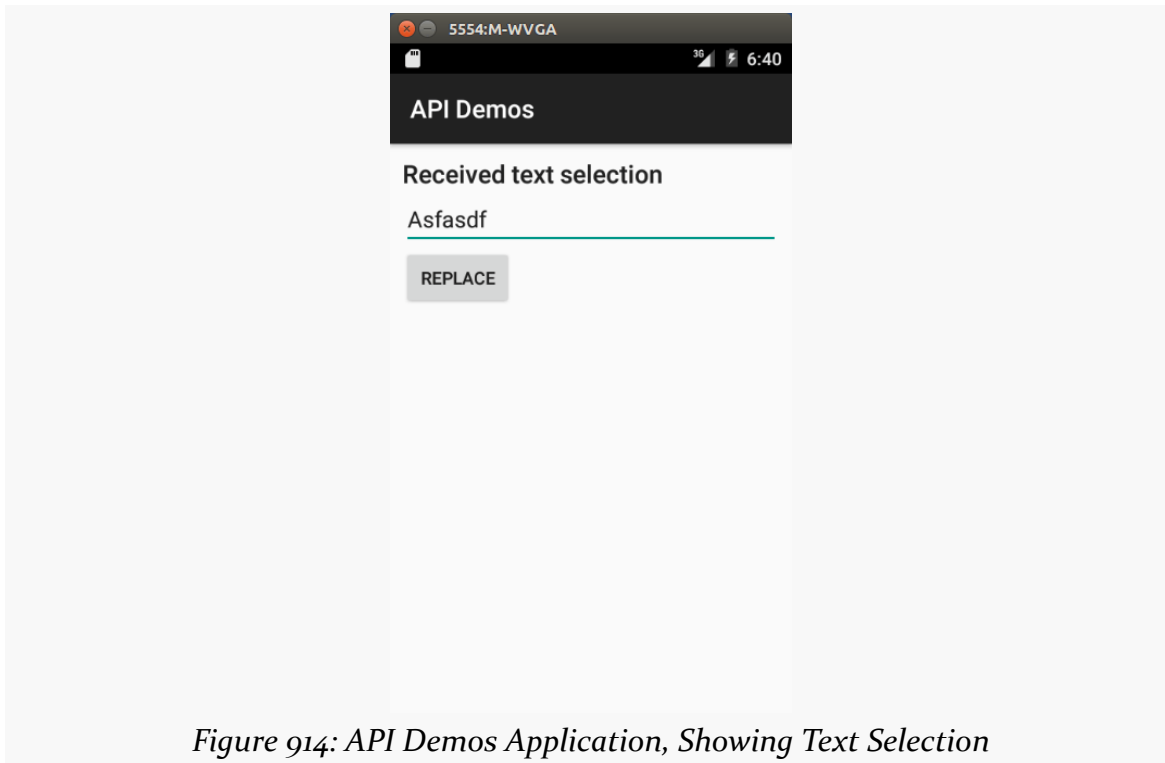 5554:M-WVGA
3G 6:40
API Demos
Received text selection
Asfasdf
REPLACE
Figure 914: API Demos Application, Showing Text Selection